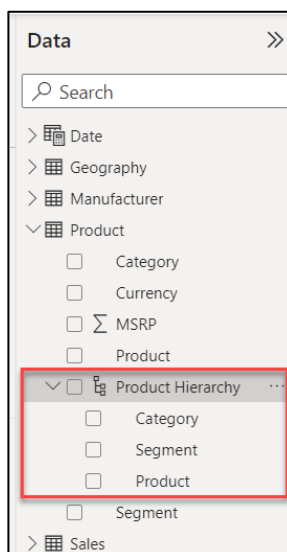 Data
Search
Date
Geography
Manufacturer
Product
Category
Currency
MSRP
Product
Product Hierarchy
Category
Segment
Product
Segment
Sales